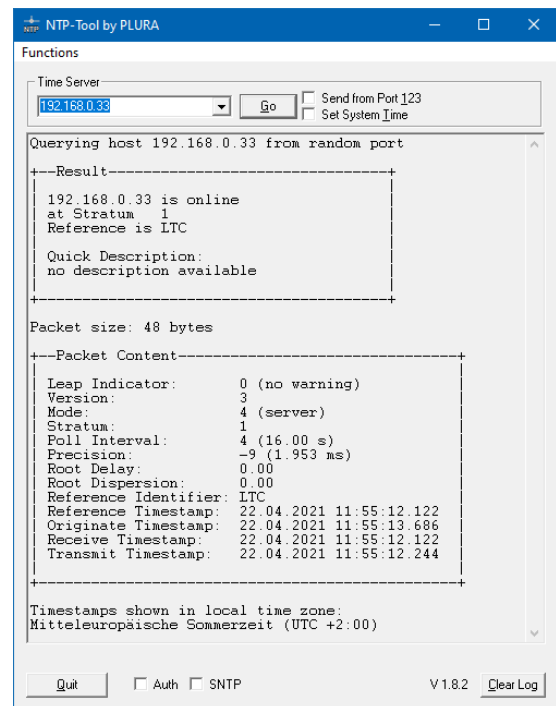 NTP-Tool by PLURA
Functions
Time Server
192.168.0.33 Go Send from Port 123
Set System Time
Querying host 192.168.0.33 from random port
+--Result--------------------------------+
192.168.0.33 is online
at Stratum 1
Reference is LTC
Quick Description:
no description available
+----------------------------------------+
Packet size: 48 bytes
+--Packet Content--------------------------------+
Leap Indicator: 0 (no warning)
Version: 3
Mode: 4 (server)
Stratum: 1
Poll Interval: 4 (16.00 s)
Precision: -9 (1.953 ms)
Root Delay: 0.00
Root Dispersion: 0.00
Reference Identifier: LTC
Reference Timestamp: 22.04.2021 11:55:12.122
Originate Timestamp: 22.04.2021 11:55:13.686
Receive Timestamp: 22.04.2021 11:55:12.122
Transmit Timestamp: 22.04.2021 11:55:12.244
+------------------------------------------------+
Timestamps shown in local time zone:
Mitteleuropäische Sommerzeit (UTC +2:00)
Quit Auth SNTP V 1.8.2 Clear Log